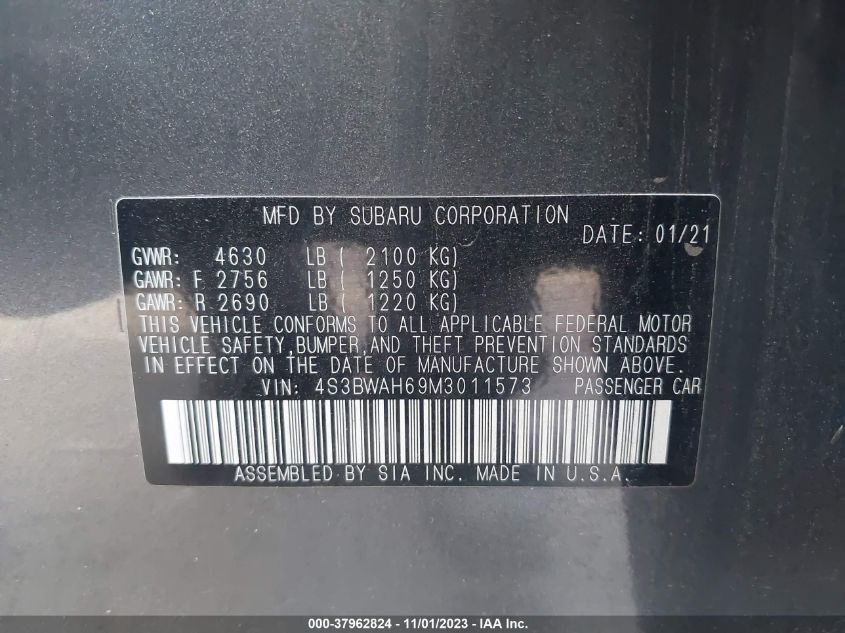 MFD BY SUBARU CORPORATION
DATE: 01/21
GVWR: 4630 LB ( 2100 KG)
GAWR: F 2756 LB ( 1250 KG)
GAWR: R 2690 LB ( 1220 KG)
THIS VEHICLE CONFORMS TO ALL APPLICABLE FEDERAL MOTOR
VEHICLE SAFETY,BUMPER,AND THEFT PREVENTION STANDARDS
IN EFFECT ON THE DATE OF MANUFACTURE SHOWN ABOVE.
VIN: 4S3BWAH69M3011573 PASSENGER CAR
ASSEMBLED BY SIA INC. MADE IN U.S.A.
000-37962824 - 11/01/2023 - IAA Inc.